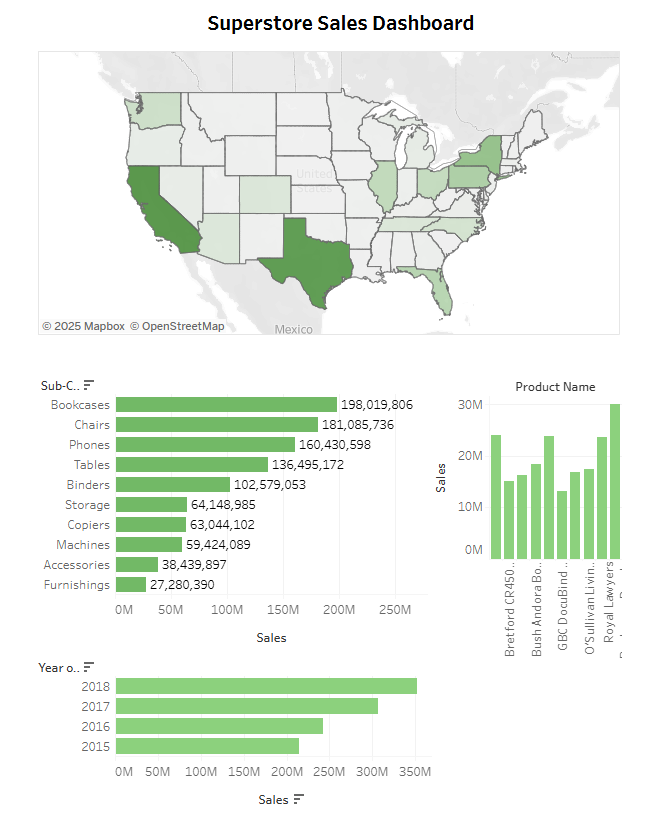 Superstore Sales Dashboard
United
States
© 2025 Mapbox © OpenStreetMap
Mexico
Sub-C..
Bookcases 198,019,806
Chairs 181,085,736
Phones 160,430,598
Tables 136,495,172
Binders 102,579,053
Storage 64,148,985
Copiers 63,044,102
Machines 59,424,089
Accessories 38,439,897
Furnishings 27,280,390
0M 50M 100M 150M 200M 250M
Sales
Product Name
30M
20M
10M
0M
Sales
Bretford CR450..
Bush Andora Bo..
GBC DocuBind ..
O'Sullivan Livin..
Royal Lawyers
Year o..
2018
2017
2016
2015
0M 50M 100M 150M 200M 250M 300M 350M
Sales